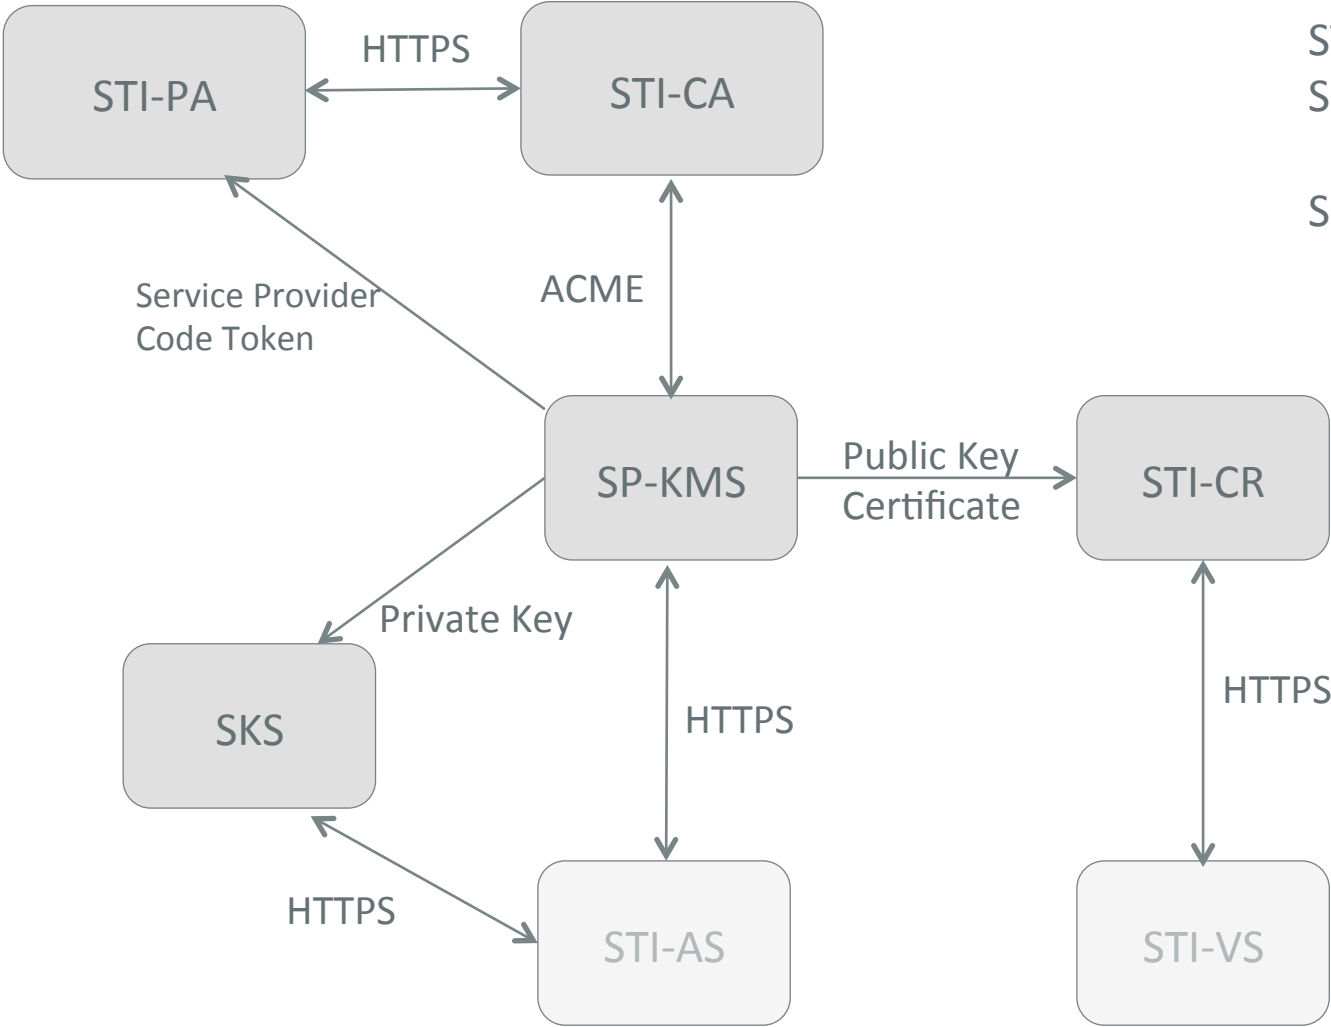 HTTPS
STI-PA
STI-CA
Service Provider
Code Token
ACME
SP-KMS
Public Key
Certificate
STI-CR
Private Key
SKS
HTTPS
HTTPS
HTTPS
STI-AS
STI-VS